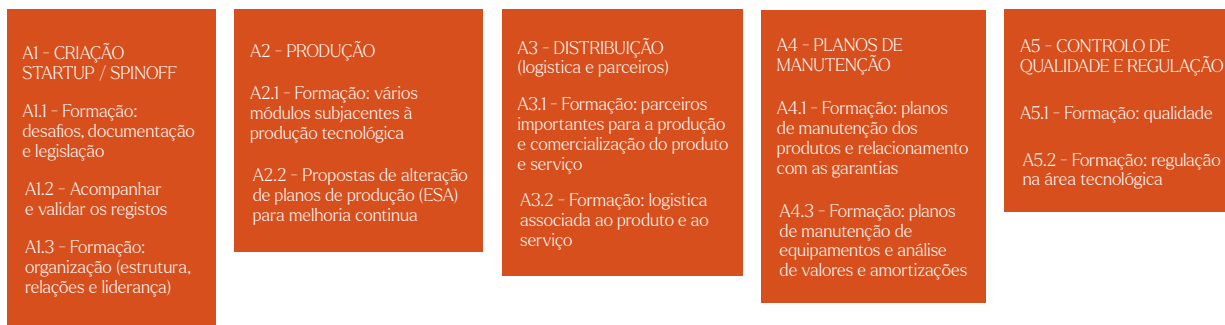 A1 - CRIAÇÃO
STARTUP / SPINOFF
A1.1 - Formação:
desafios, documentação
e legislação
A1.2 - Acompanhar
e validar os registos
A1.3 - Formação:
organização (estrutura,
relações e liderança)
A2 - PRODUÇÃO
A2.1 - Formação: vários
módulos subjacentes à
produção tecnológica
A2.2 - Propostas de alteração
de planos de produção (ESA)
para melhoria continua
A3 - DISTRIBUIÇÃO
(logistica e parceiros)
A3.1 - Formação: parceiros
importantes para a produção
e comercialização do produto
e serviço
A3.2 - Formação: logistica
associada ao produto e ao
serviço
A4 - PLANOS DE
MANUTENÇÃO
A4.1 - Formação: planos
de manutenção dos
produtos e relacionamento
com as garantias
A4.3 - Formação: planos
de manutenção de
equipamentos e análise
de valores e amortizações
A5 - CONTROLO DE
QUALIDADE E REGULAÇÃO
A5.1 - Formação: qualidade
A5.2 - Formação: regulação
na área tecnológica